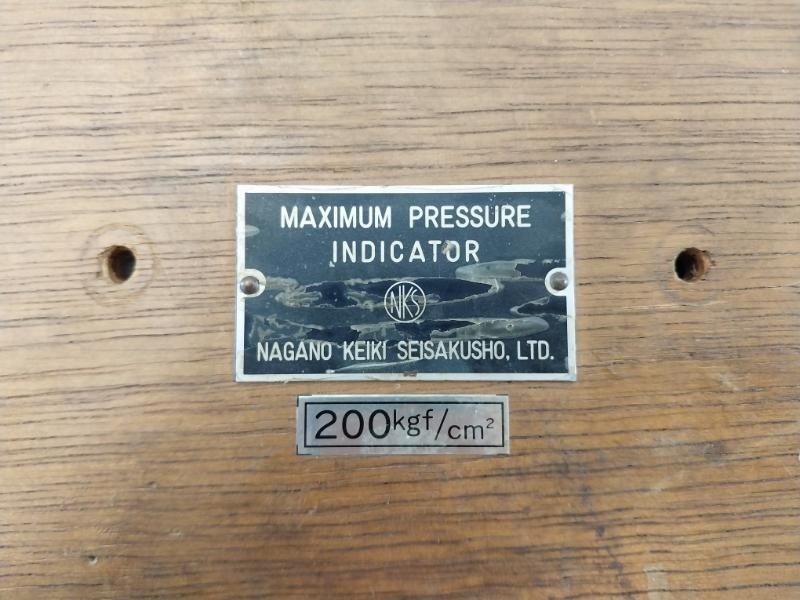 MAXIMUM PRESSURE
INDICATOR
NKS
NAGANO KEIKI SEISAKUSHO, LTD.
200kgf/cm²